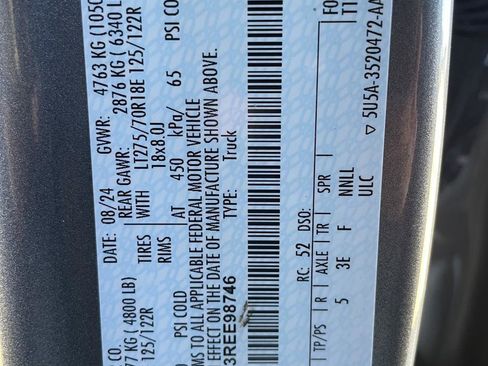 CO. DATE: 08/24 GVWR: 4763 KG (1050
77 KG ( 4800 LB) REAR GAWR: 2876 KG ( 6340 L
125/122R TIRES WITH LT275/70R18E 125/122R
RIMS 18x8.0J
PSI COLD AT 450 kPa/ 65 PSI CO
MS TO ALL APPLICABLE FEDERAL MOTOR VEHICLE
EFFECT ON THE DATE OF MANUFACTURE SHOWN ABOVE.
3REE98746 TYPE: Truck
RC: 52 DSO: FO
TP/PS R AXLE TR SPR T1
5 3E F NNLL
ULC
▽ 5U5A-3520472-AA